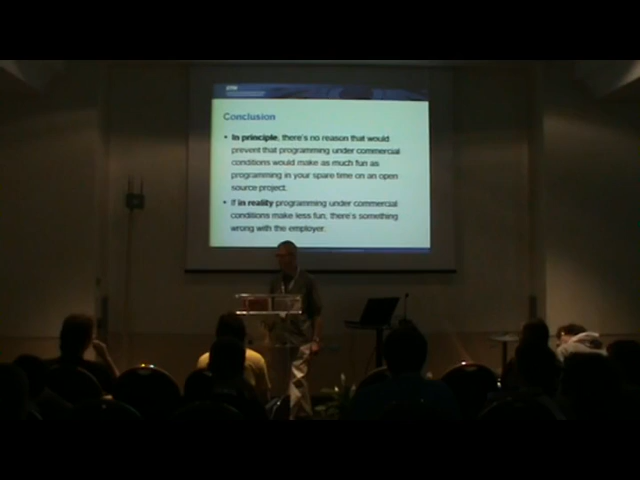 Conclusion
• In principle, there's no reason that would
prevent that programming under commercial
conditions would make as much fun as
programming in your spare time on an open
source project.
• If in reality programming under commercial
conditions make less fun, there's something
wrong with the employer.